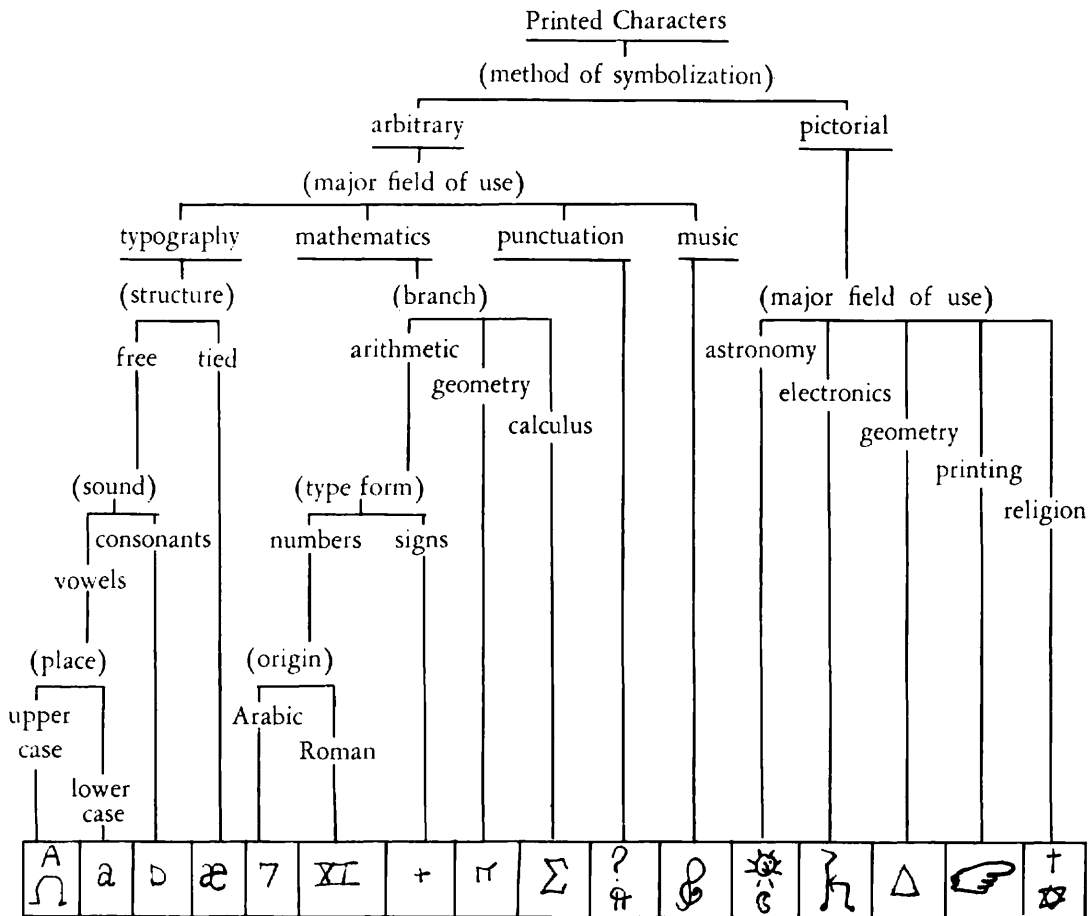 Printed Characters
(method of symbolization)
arbitrary pictorial
(major field of use)
typography mathematics punctuation music
(structure) (branch) (major field of use)
free tied arithmetic astronomy
geometry electronics
calculus geometry
printing
(sound) (type form) religion
consonants numbers signs
vowels
(place) (origin)
upper case Arabic
Roman
lower case
A Ω a D æ 7 XI + π Σ ? △ † ✡